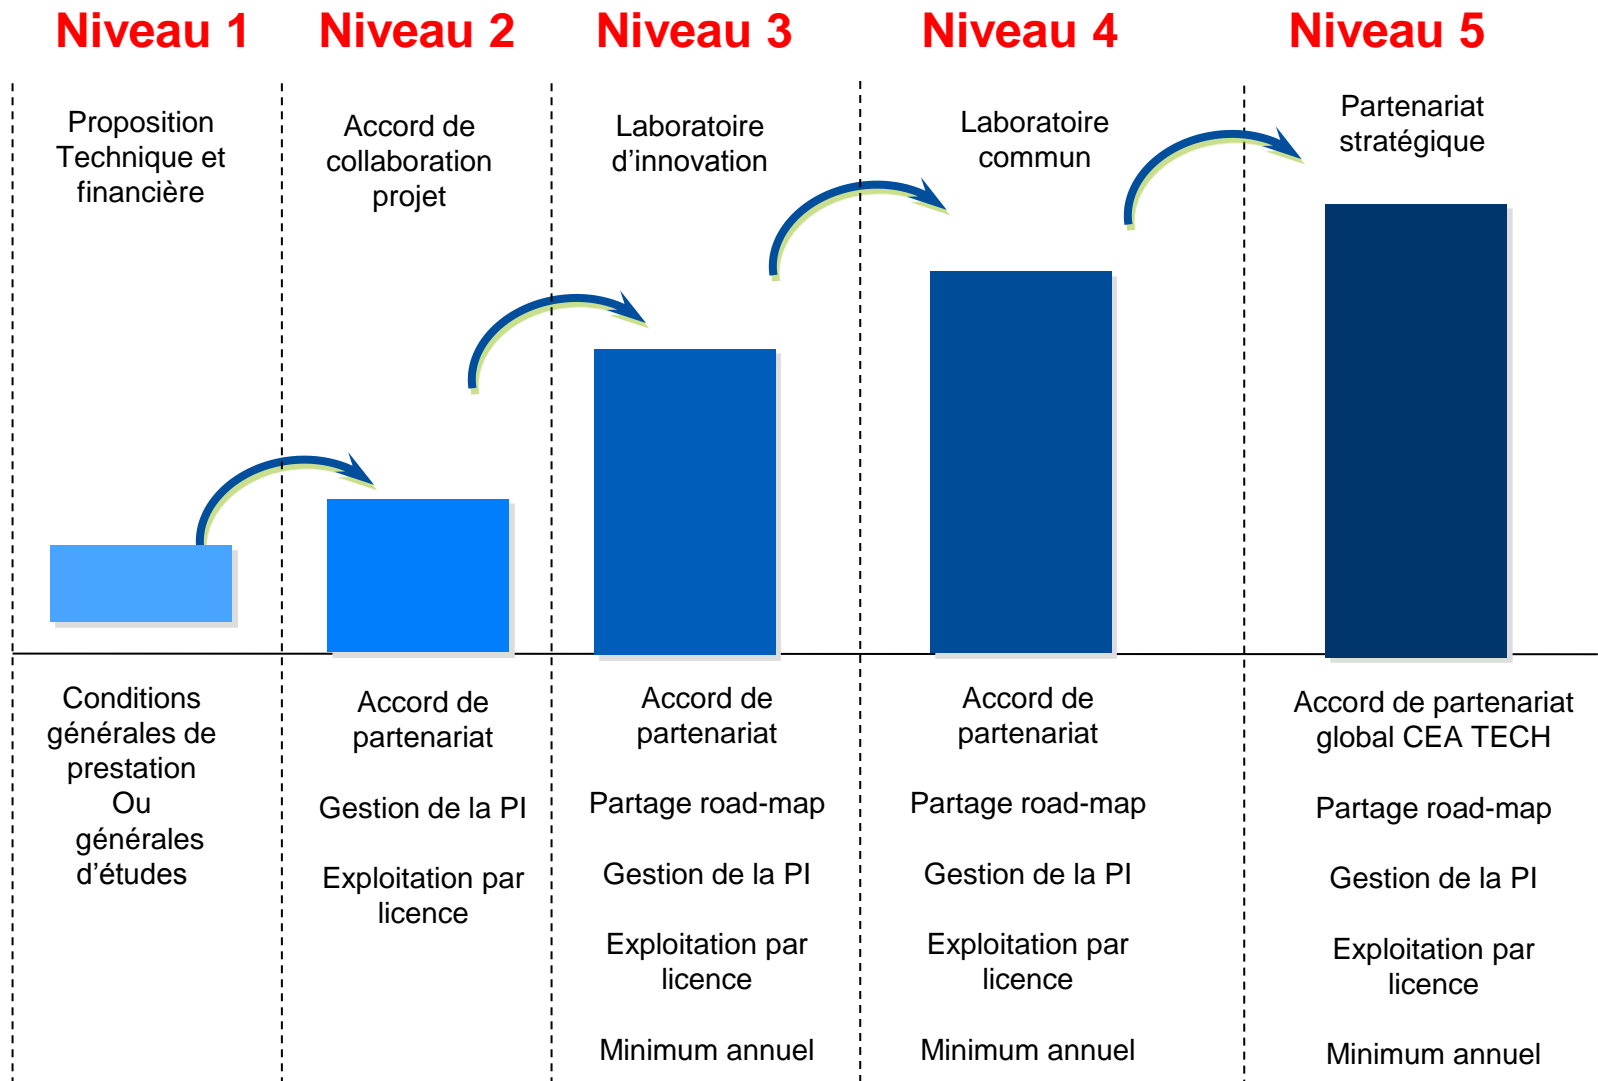 Niveau 1
Niveau 2
Niveau 3
Niveau 4
Niveau 5
Proposition
Technique et
financière
Accord de
collaboration
projet
Laboratoire
d’innovation
Laboratoire
commun
Partenariat
stratégique
Conditions
générales de
prestation
Ou
générales
d’études
Accord de
partenariat
Gestion de la PI
Exploitation par
licence
Accord de
partenariat
Partage road-map
Gestion de la PI
Exploitation par
licence
Minimum annuel
Accord de
partenariat
Partage road-map
Gestion de la PI
Exploitation par
licence
Minimum annuel
Accord de partenariat
global CEA TECH
Partage road-map
Gestion de la PI
Exploitation par
licence
Minimum annuel